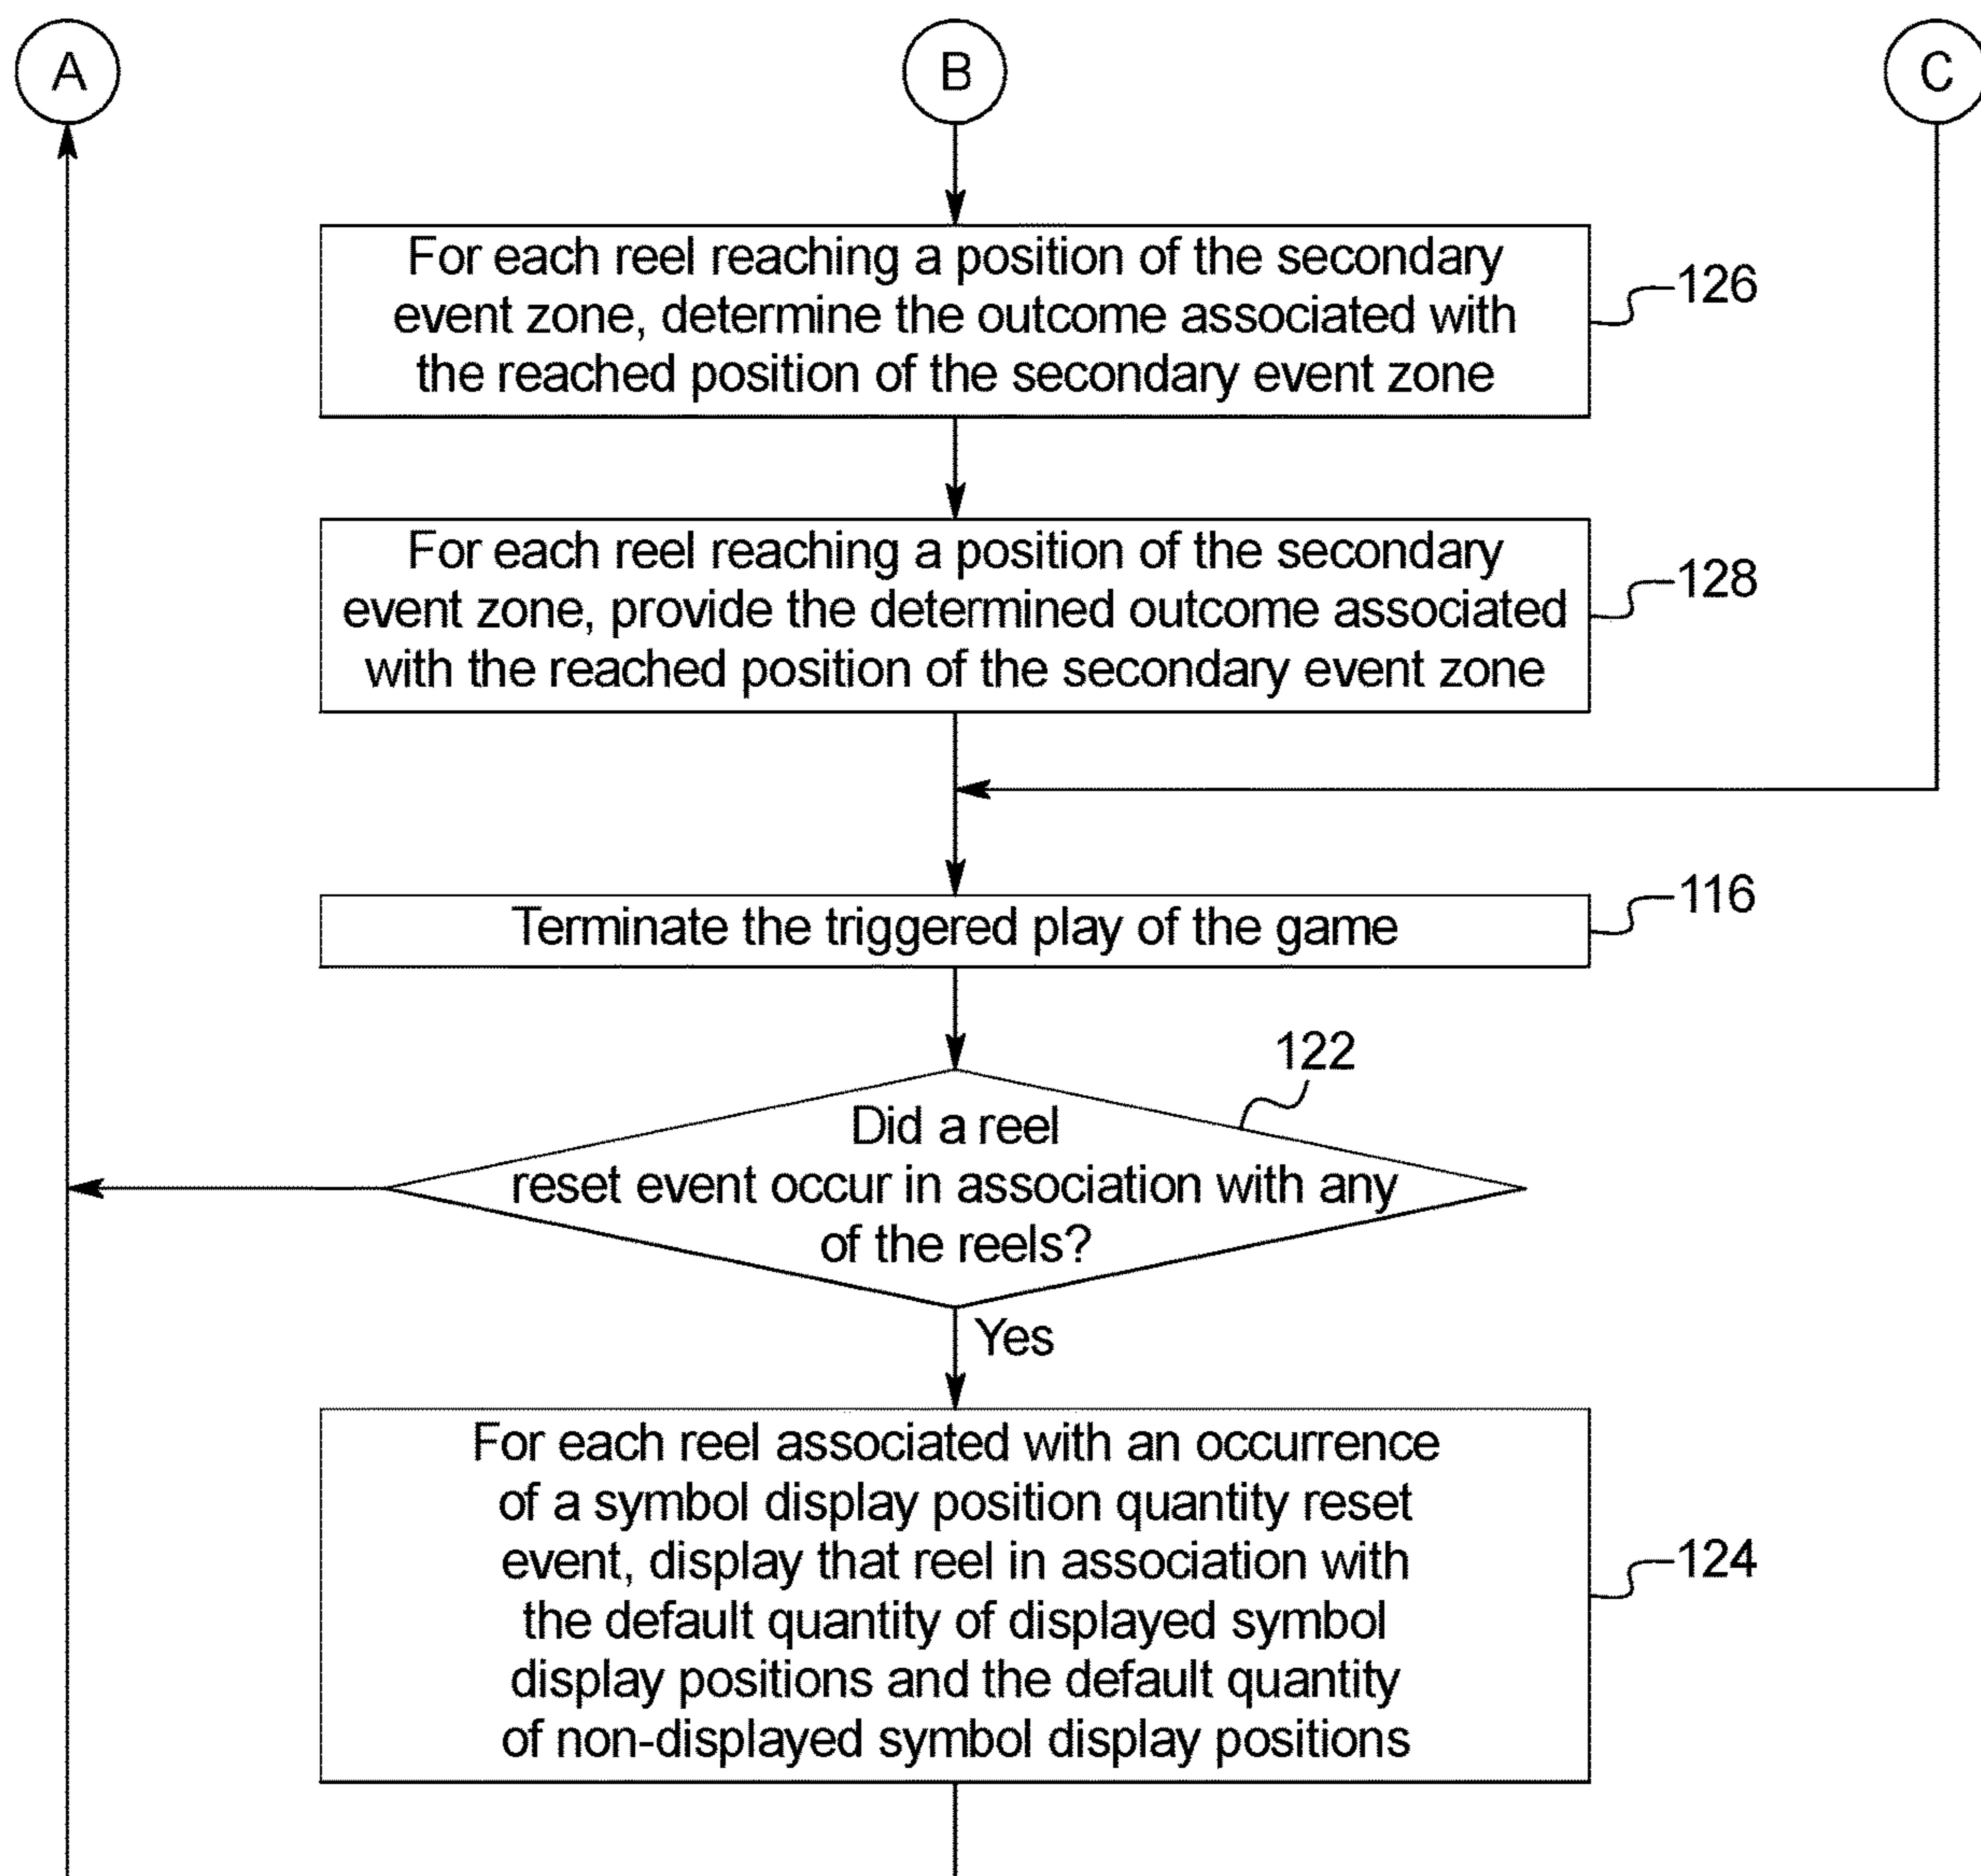 A
B
C
For each reel reaching a position of the secondary
event zone, determine the outcome associated with
the reached position of the secondary event zone
126
For each reel reaching a position of the secondary
event zone, provide the determined outcome associated
with the reached position of the secondary event zone
128
Terminate the triggered play of the game
116
122
Did a reel
reset event occur in association with any
of the reels?
Yes
For each reel associated with an occurrence
of a symbol display position quantity reset
event, display that reel in association with
the default quantity of displayed symbol
display positions and the default quantity
of non-displayed symbol display positions
124